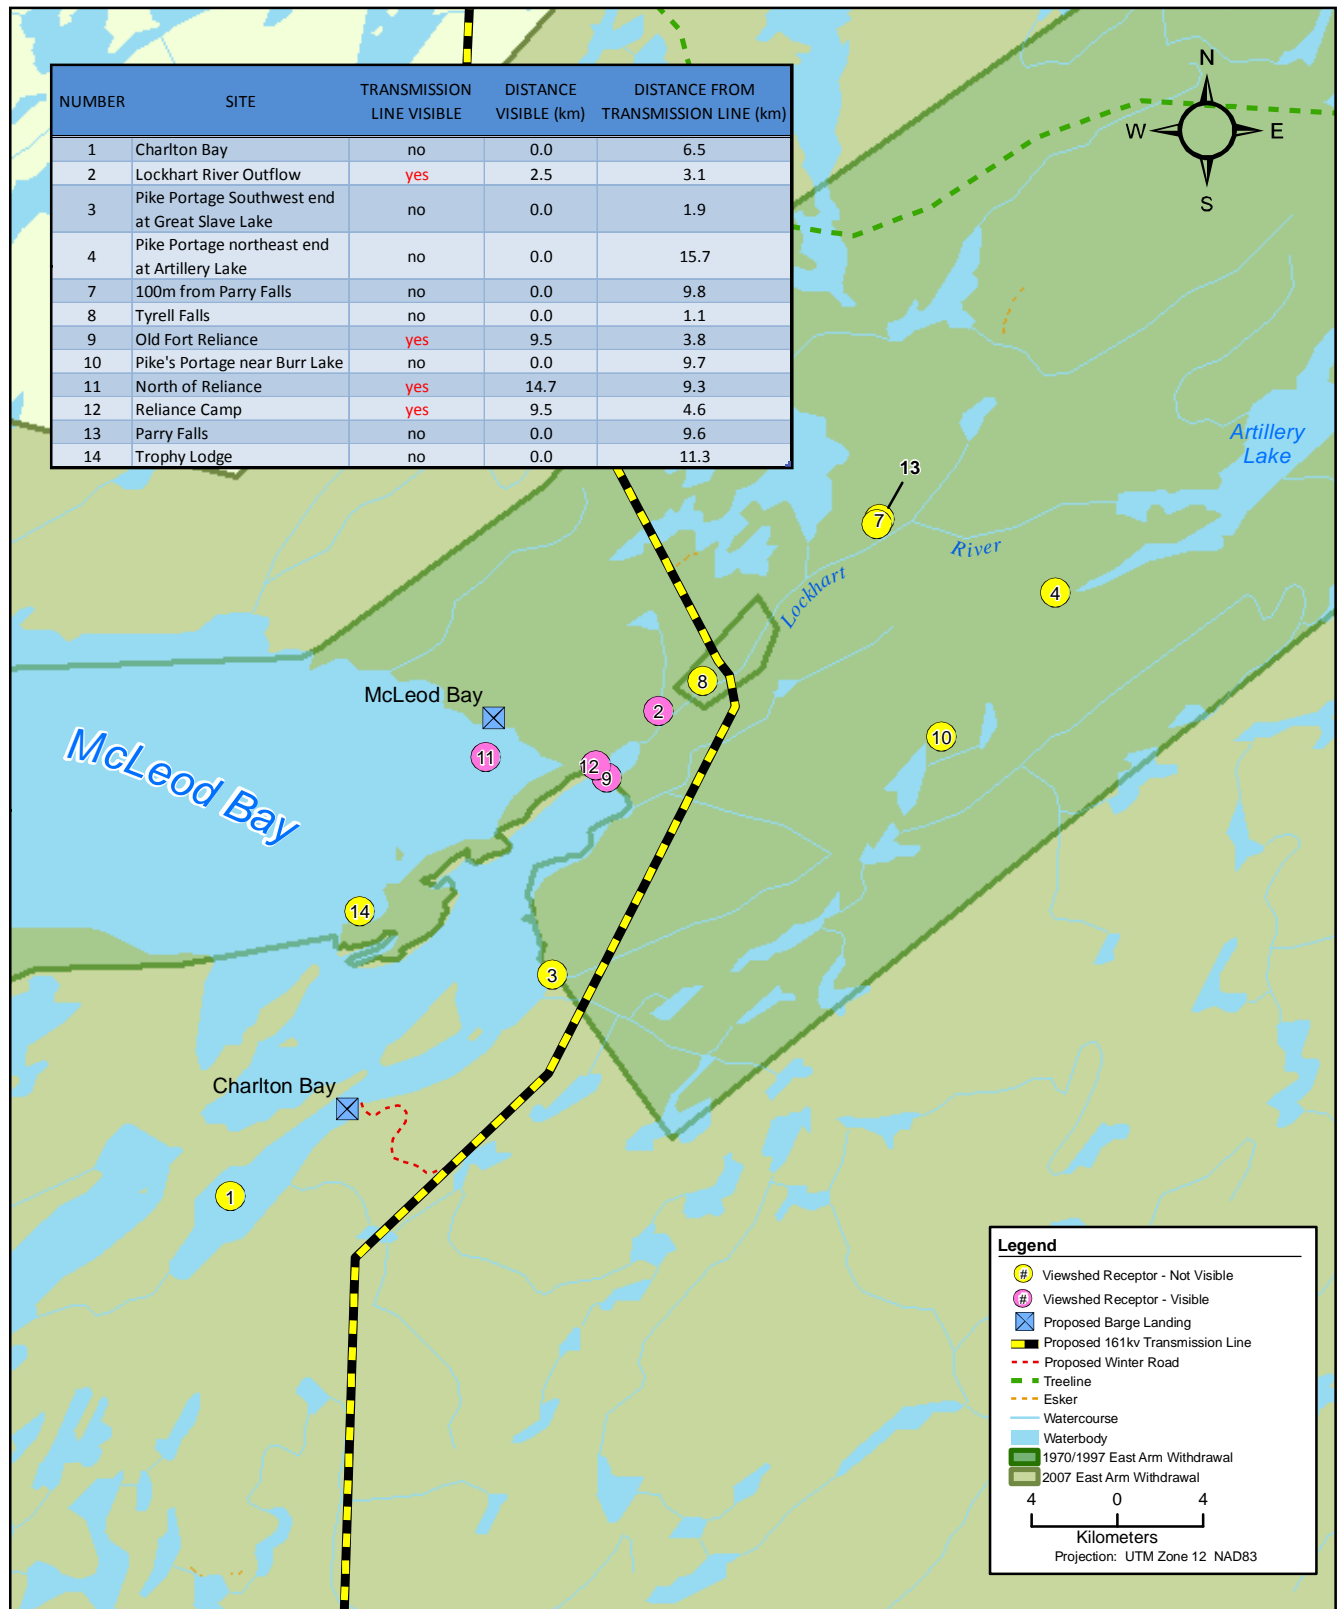 NUMBER SITE TRANSMISSION LINE VISIBLE DISTANCE VISIBLE (km) DISTANCE FROM TRANSMISSION LINE (km)
1 Charlton Bay no 0.0 6.5
2 Lockhart River Outflow yes 2.5 3.1
3 Pike Portage Southwest end at Great Slave Lake no 0.0 1.9
4 Pike Portage northeast end at Artillery Lake no 0.0 15.7
7 100m from Parry Falls no 0.0 9.8
8 Tyrell Falls no 0.0 1.1
9 Old Fort Reliance yes 9.5 3.8
10 Pike's Portage near Burr Lake no 0.0 9.7
11 North of Reliance yes 14.7 9.3
12 Reliance Camp yes 9.5 4.6
13 Parry Falls no 0.0 9.6
14 Trophy Lodge no 0.0 11.3
N
W E
S
Artillery
Lake
13
7
River
Lockhart
4
8
McLeod Bay
2
11
10
12
9
McLeod Bay
14
3
Charlton Bay
1
Legend
# Viewshed Receptor - Not Visible
# Viewshed Receptor - Visible
Proposed Barge Landing
Proposed 161kv Transmission Line
Proposed Winter Road
Treeline
Esker
Watercourse
Waterbody
1970/1997 East Arm Withdrawal
2007 East Arm Withdrawal
4 0 4
Kilometers
Projection: UTM Zone 12 NAD83